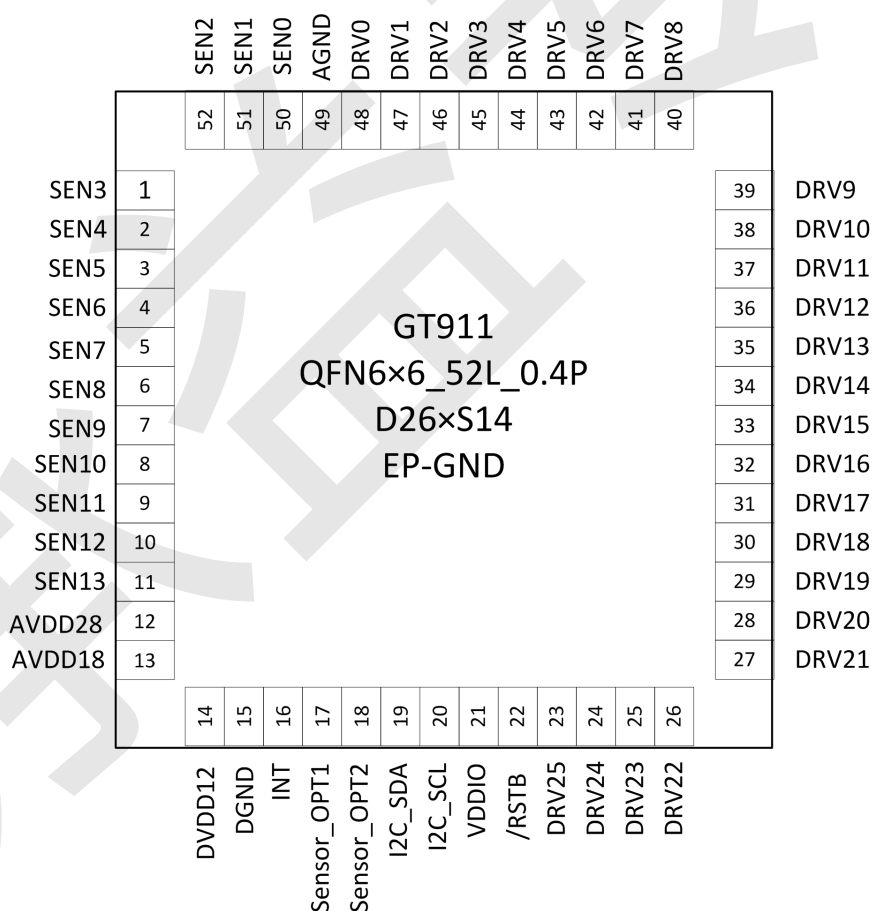 SEN2 SEN1 SEN0 AGND DRV0 DRV1 DRV2 DRV3 DRV4 DRV5 DRV6 DRV7 DRV8
52 51 50 49 48 47 46 45 44 43 42 41 40
SEN3 1 39 DRV9
SEN4 2 38 DRV10
SEN5 3 37 DRV11
SEN6 4 36 DRV12
SEN7 5 35 DRV13
SEN8 6 34 DRV14
SEN9 7 33 DRV15
SEN10 8 32 DRV16
SEN11 9 31 DRV17
SEN12 10 30 DRV18
SEN13 11 29 DRV19
AVDD28 12 28 DRV20
AVDD18 13 27 DRV21
GT911
QFN6×6_52L_0.4P
D26×S14
EP-GND
14 15 16 17 18 19 20 21 22 23 24 25 26
DVDD12 DGND INT Sensor_OPT1 Sensor_OPT2 I2C_SDA I2C_SCL VDDIO /RSTB DRV25 DRV24 DRV23 DRV22